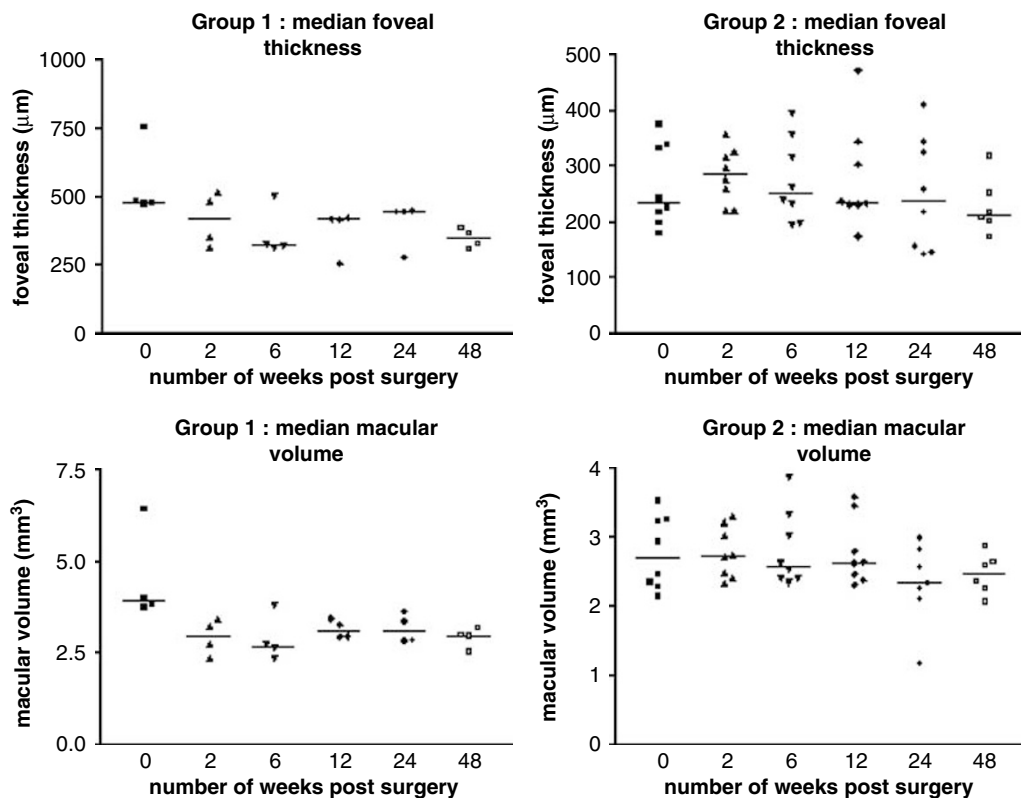 Group 1 : median foveal
thickness
1000
750
500
250
0
foveal thickness (μm)
0 2 6 12 24 48
number of weeks post surgery
Group 2 : median foveal
thickness
500
400
300
200
100
0
foveal thickness (μm)
0 2 6 12 24 48
number of weeks post surgery
Group 1 : median macular
volume
7.5
5.0
2.5
0.0
macular volume (mm³)
0 2 6 12 24 48
number of weeks post surgery
Group 2 : median macular
volume
4
3
2
1
0
macular volume (mm³)
0 2 6 12 24 48
number of weeks post surgery